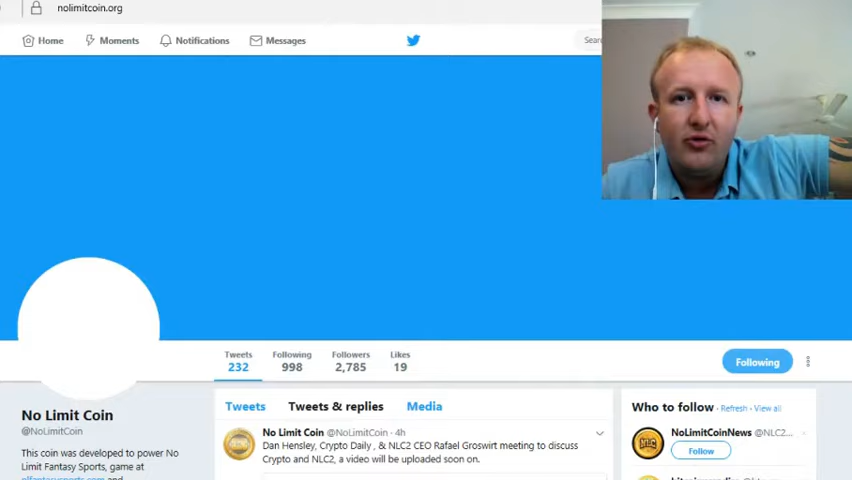 nolimitcoin.org
Home Moments Notifications Messages
Tweets Following Followers Likes
232 998 2,785 19
Following
No Limit Coin
@NoLimitCoin
This coin was developed to power No
Limit Fantasy Sports, game at
Tweets Tweets & replies Media
No Limit Coin @NoLimitCoin · 4h
Dan Hensley, Crypto Daily , & NLC2 CEO Rafael Groswirt meeting to discuss
Crypto and NLC2, a video will be uploaded soon on.
Who to follow · Refresh · View all
NoLimitCoinNews @NLC2...
Follow